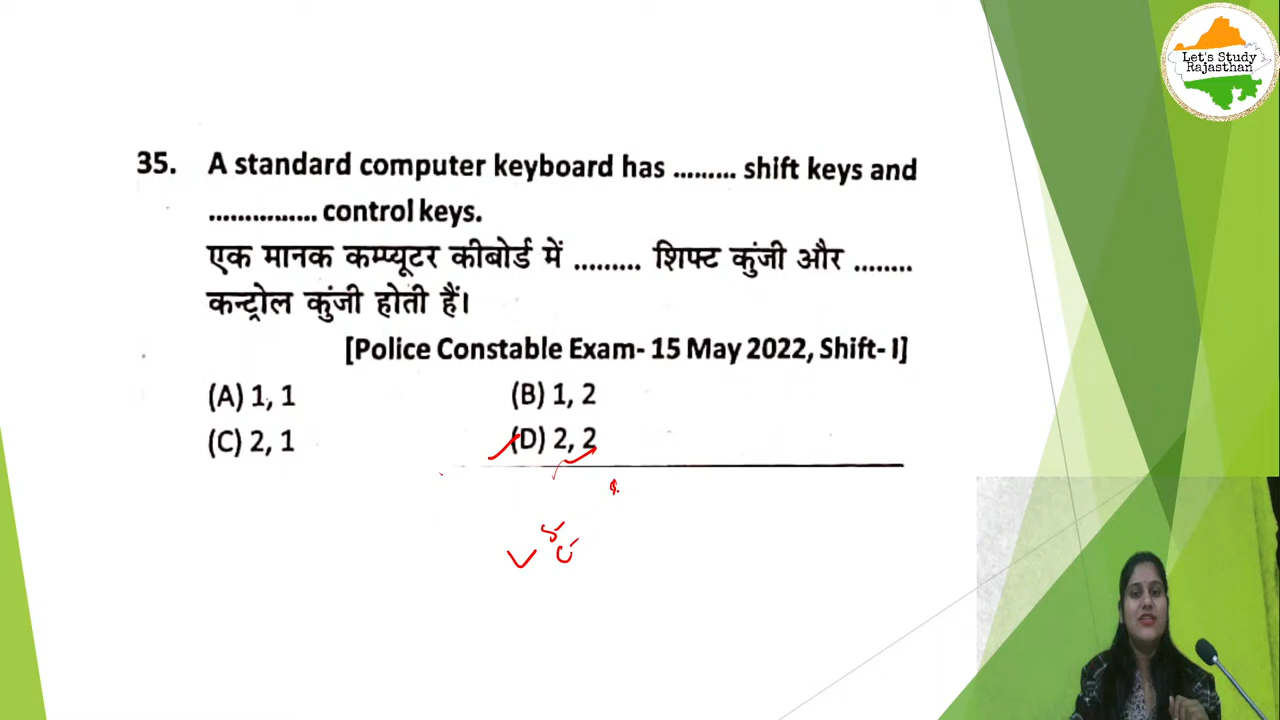 Let's Study
Rajasthan
35. A standard computer keyboard has ......... shift keys and
............... control keys.
एक मानक कम्प्यूटर कीबोर्ड में ......... शिफ्ट कुंजी और ........
कन्ट्रोल कुंजी होती हैं।
[Police Constable Exam- 15 May 2022, Shift- I]
(A) 1, 1 (B) 1, 2
(C) 2, 1 (D) 2, 2